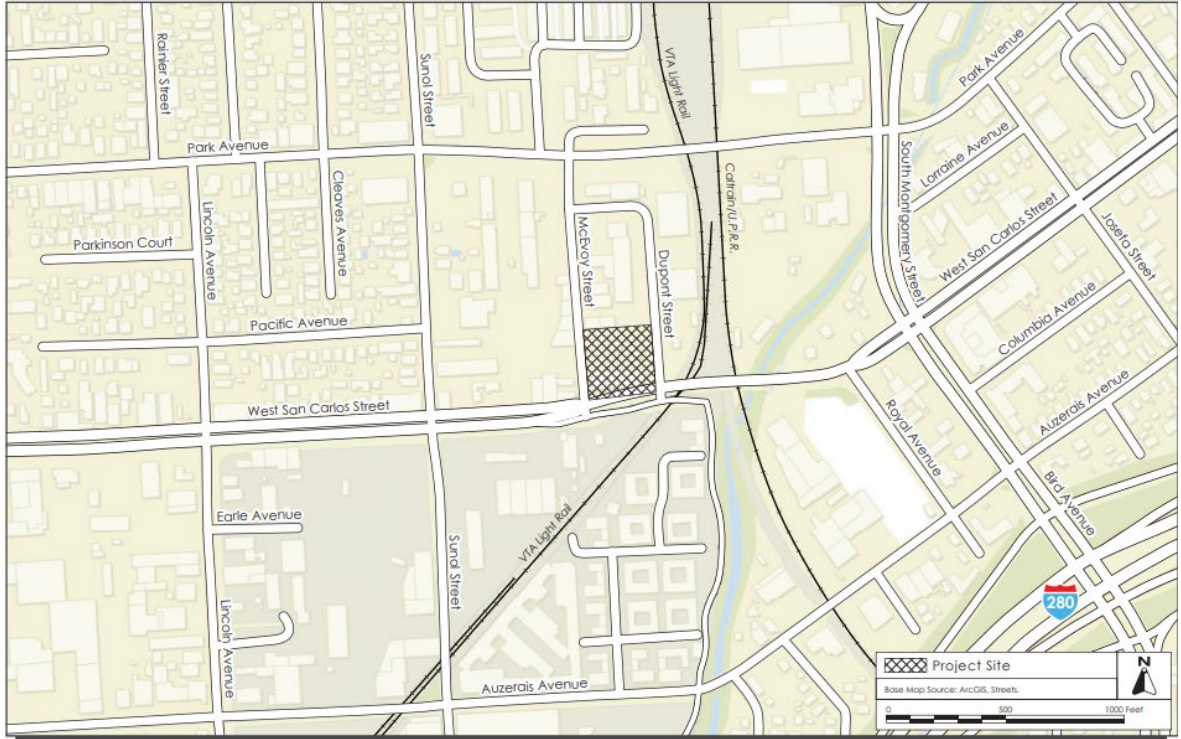 Rainier Street
Sunol Street
VTA Light Rail
Park Avenue
Park Avenue
Caltrain/U.P.R.R.
South Montgomery Street
Lorraine Avenue
Cleaves Avenue
Lincoln Avenue
Parkinson Court
McEvoy Street
Dupont Street
West San Carlos Street
Josefa Street
Pacific Avenue
Columbia Avenue
West San Carlos Street
Royal Avenue
Auzerais Avenue
Bird Avenue
Earle Avenue
VTA Light Rail
Sunol Street
Lincoln Avenue
280
Auzerais Avenue
Project Site
N
Base Map Source: ArcGIS, Streets.
0 500 1000 Feet